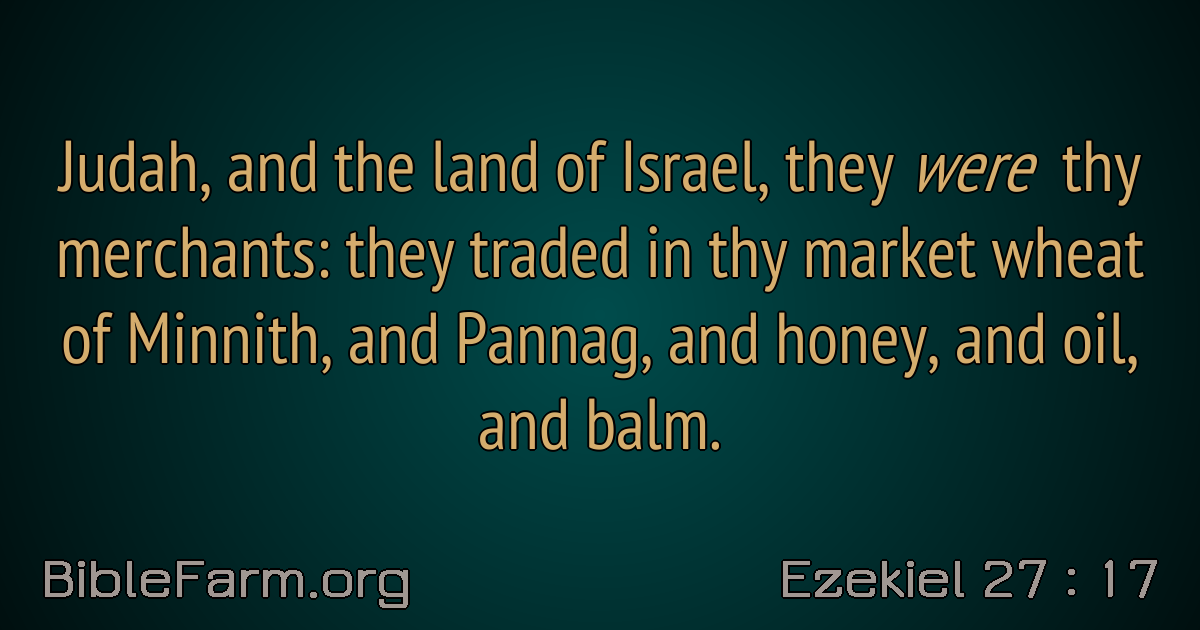 Judah, and the land of Israel, they were thy
merchants: they traded in thy market wheat
of Minnith, and Pannag, and honey, and oil,
and balm.
BibleFarm.org
Ezekiel 27 : 17